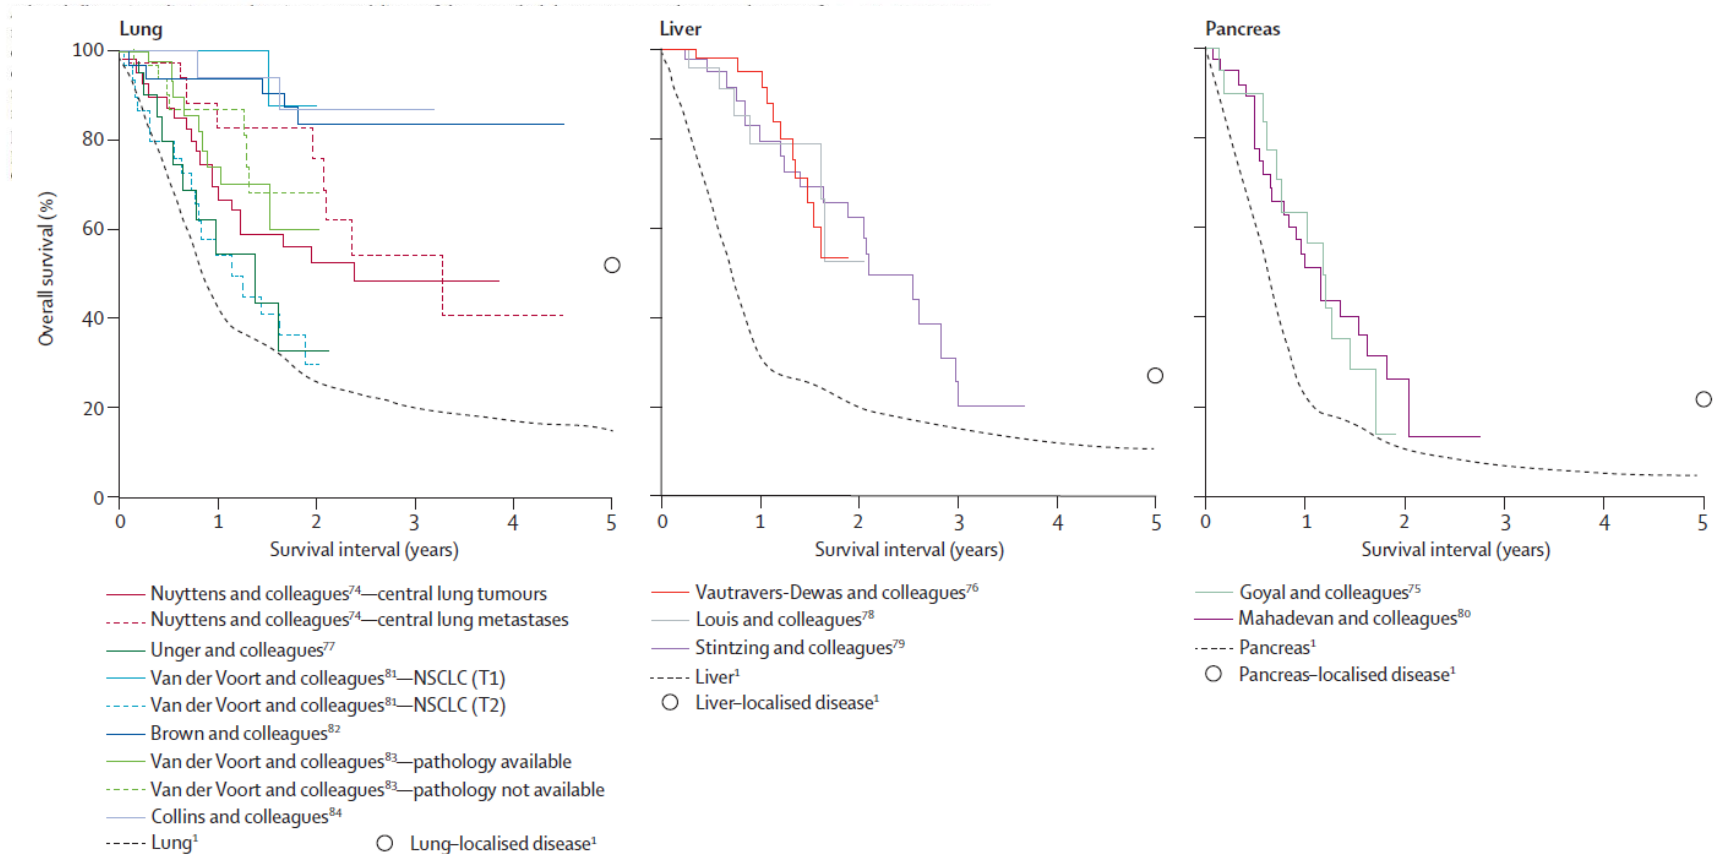 Lung
Liver
Pancreas
Overall survival (%)
100
80
60
40
20
0
0 1 2 3 4 5
0 1 2 3 4 5
0 1 2 3 4 5
Survival interval (years)
Survival interval (years)
Survival interval (years)
Nuyttens and colleagues⁷⁴—central lung tumours
Nuyttens and colleagues⁷⁴—central lung metastases
Unger and colleagues⁷⁷
Van der Voort and colleagues⁸¹—NSCLC (T1)
Van der Voort and colleagues⁸¹—NSCLC (T2)
Brown and colleagues⁸²
Van der Voort and colleagues⁸³—pathology available
Van der Voort and colleagues⁸³—pathology not available
Collins and colleagues⁸⁴
Lung¹
Lung–localised disease¹
Vautravers-Dewas and colleagues⁷⁶
Louis and colleagues⁷⁸
Stintzing and colleagues⁷⁹
Liver¹
Liver–localised disease¹
Goyal and colleagues⁷⁵
Mahadevan and colleagues⁸⁰
Pancreas¹
Pancreas–localised disease¹